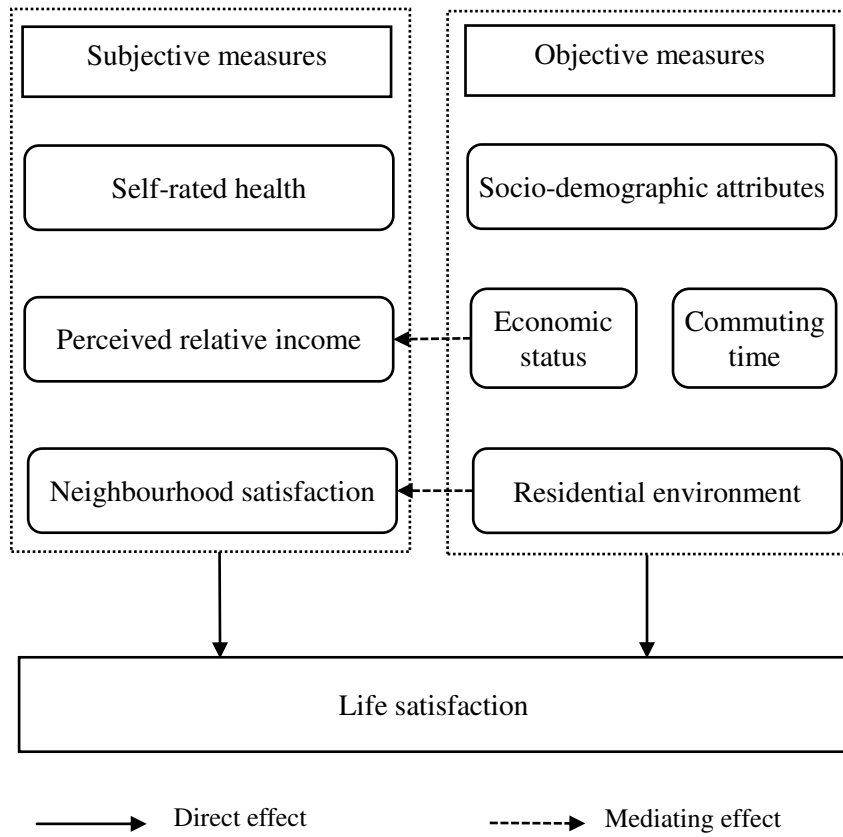 Subjective measures
Objective measures
Self-rated health
Socio-demographic attributes
Perceived relative income
Economic
status
Commuting
time
Neighbourhood satisfaction
Residential environment
Life satisfaction
Direct effect
Mediating effect